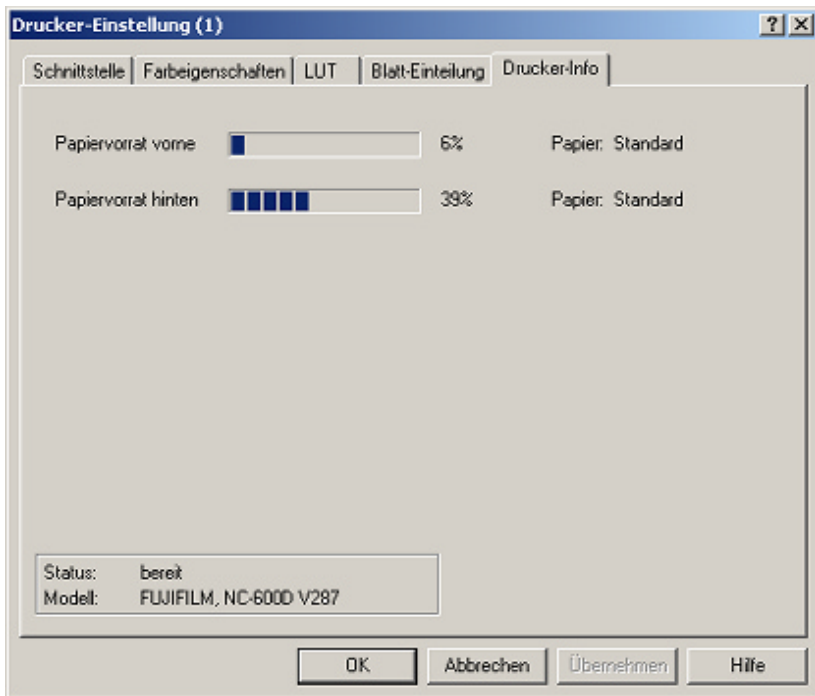 Drucker-Einstellung (1)
Schnittstelle Farbeigenschaften LUT Blatt-Einteilung Drucker-Info
Papiervorrat vorne 6% Papier: Standard
Papiervorrat hinten 39% Papier: Standard
Status: bereit
Modell: FUJIFILM, NC-600D V287
OK Abbrechen Übernehmen Hilfe